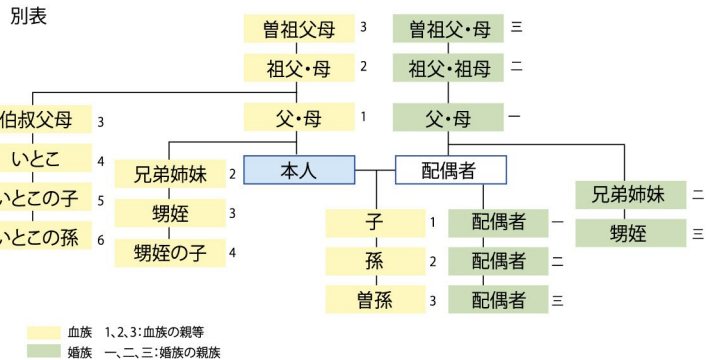 別表
曽祖父母 3 曽祖父・母 三
祖父・母 2 祖父・祖母 二
伯叔父母 3 父・母 1 父・母 一
いとこ 4 兄弟姉妹 2 本人 配偶者
いとこの子 5 甥姪 3 兄弟姉妹 二
いとこの孫 6 甥姪の子 4 子 1 配偶者 一 甥姪 三
孫 2 配偶者 二
曽孫 3 配偶者 三
血族 1、2、3:血族の親等
婚族 一、二、三:婚族の親族